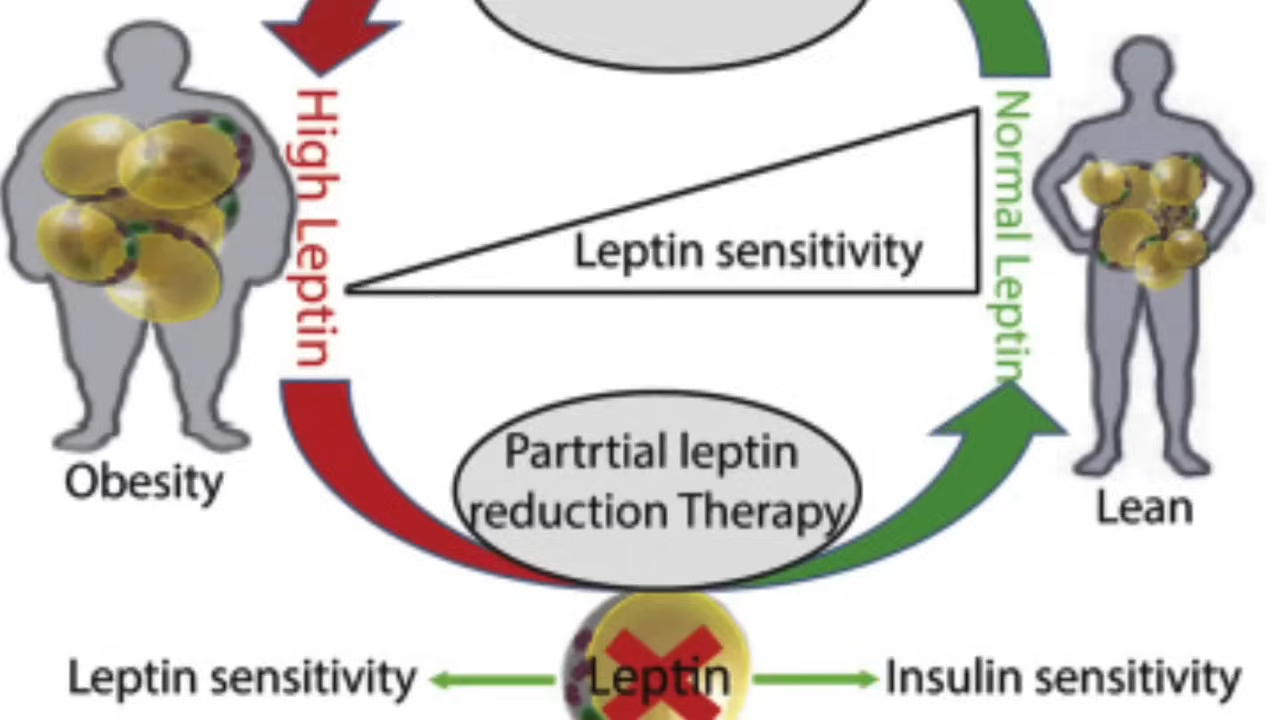 High Leptin
Normal Leptin
Leptin sensitivity
Obesity
Partrtial leptin
reduction Therapy
Lean
Leptin sensitivity
Leptin
Insulin sensitivity